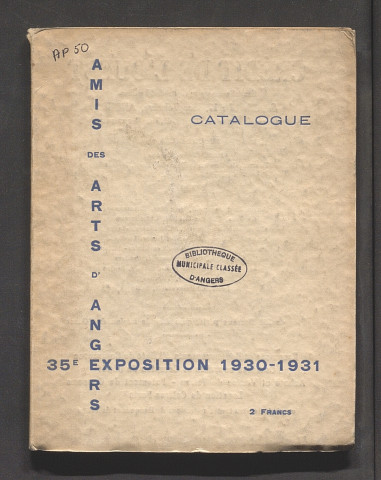 AP 50
AMIS DES ARTS D'ANGERS
CATALOGUE
BIBLIOTHÈQUE
MUNICIPALE CLASSÉE
D'ANGERS
35E EXPOSITION 1930-1931
2 FRANCS